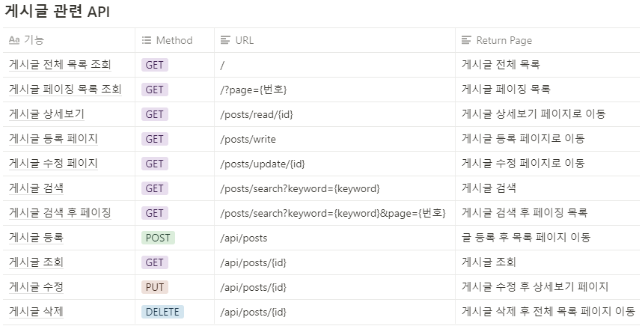 게시글 관련 API
Aa 기능 Method URL Return Page
게시글 전체 목록 조회 GET / 게시글 전체 목록
게시글 페이징 목록 조회 GET /?page={번호} 게시글 페이징 목록
게시글 상세보기 GET /posts/read/{id} 게시글 상세보기 페이지로 이동
게시글 등록 페이지 GET /posts/write 게시글 등록 페이지로 이동
게시글 수정 페이지 GET /posts/update/{id} 게시글 수정 페이지로 이동
게시글 검색 GET /posts/search?keyword={keyword} 게시글 검색
게시글 검색 후 페이징 GET /posts/search?keyword={keyword}&page={번호} 게시글 검색 후 페이징 목록
게시글 등록 POST /api/posts 글 등록 후 목록 페이지 이동
게시글 조회 GET /api/posts/{id} 게시글 조회
게시글 수정 PUT /api/posts/{id} 게시글 수정 후 상세보기 페이지
게시글 삭제 DELETE /api/posts/{id} 게시글 삭제 후 전체 목록 페이지 이동